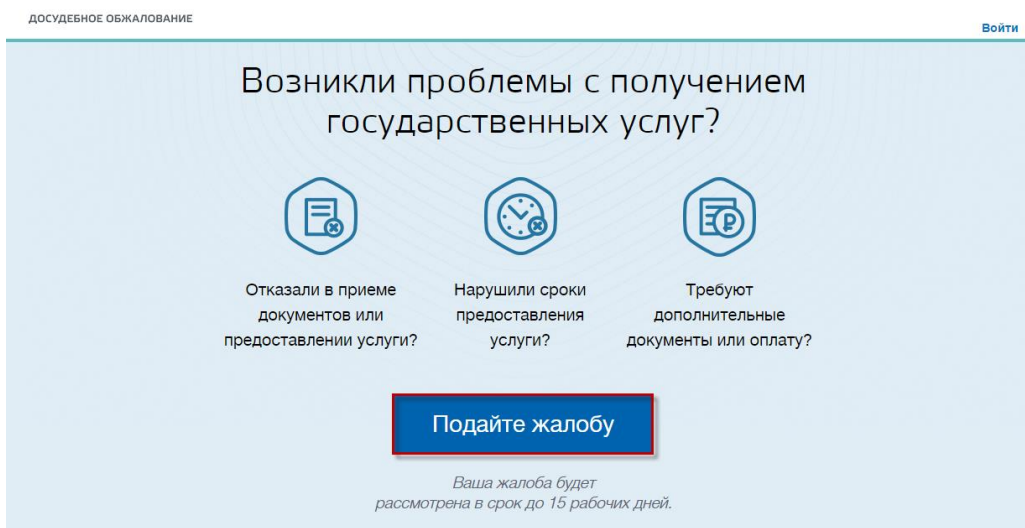 ДОСУДЕБНОЕ ОБЖАЛОВАНИЕ
Войти
Возникли проблемы с получением
государственных услуг?
Отказали в приеме
документов или
предоставлении услуги?
Нарушили сроки
предоставления
услуги?
Требуют
дополнительные
документы или оплату?
Подайте жалобу
Ваша жалоба будет
рассмотрена в срок до 15 рабочих дней.